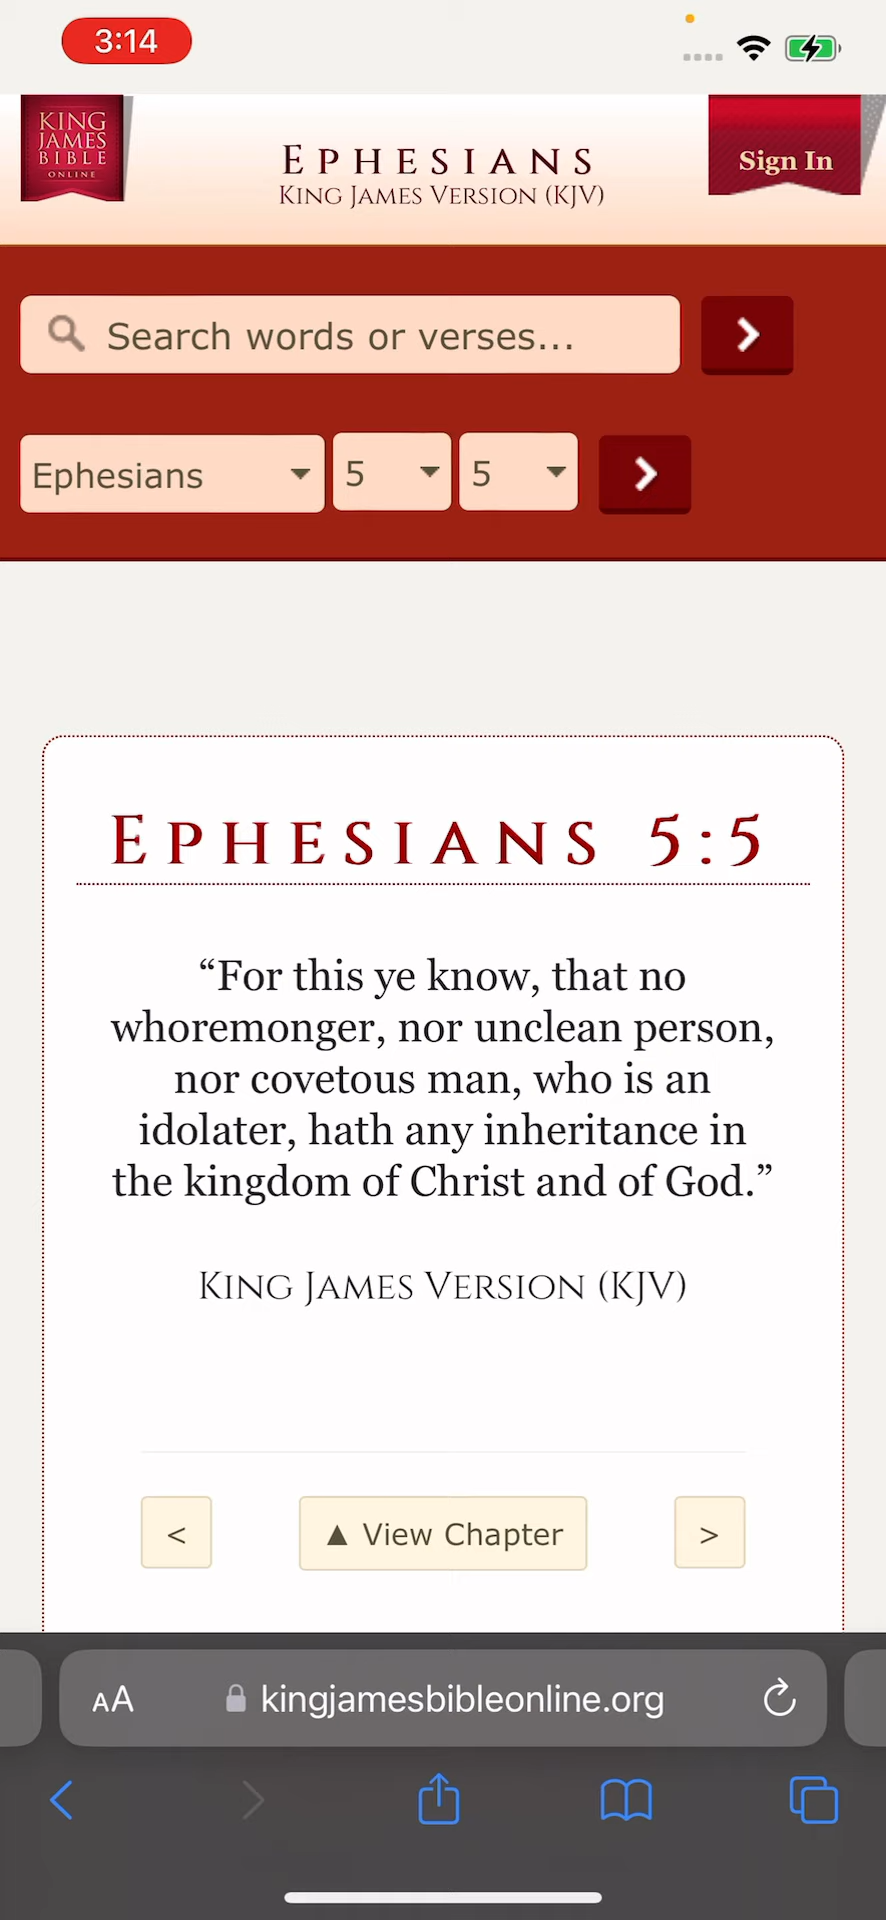 3:14
KING
JAMES
BIBLE
ONLINE
EPHESIANS
KING JAMES VERSION (KJV)
Sign In
Search words or verses...
Ephesians 5 5
EPHESIANS 5:5
“For this ye know, that no
whoremonger, nor unclean person,
nor covetous man, who is an
idolater, hath any inheritance in
the kingdom of Christ and of God.”
KING JAMES VERSION (KJV)
< ▲ View Chapter >
AA kingjamesbibleonline.org